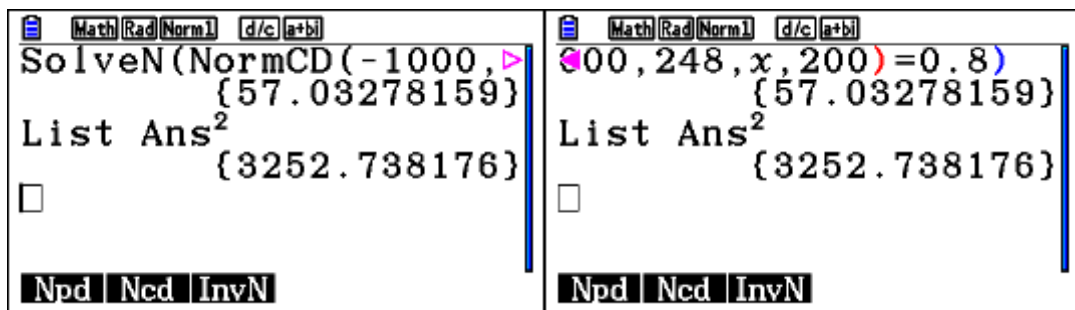 Math Rad Norm1 d/c a+bi
SolveN(NormCD(-1000,
{57.03278159}
List Ans²
{3252.738176}
Npd Ncd InvN
Math Rad Norm1 d/c a+bi
00,248,x,200)=0.8)
{57.03278159}
List Ans²
{3252.738176}
Npd Ncd InvN